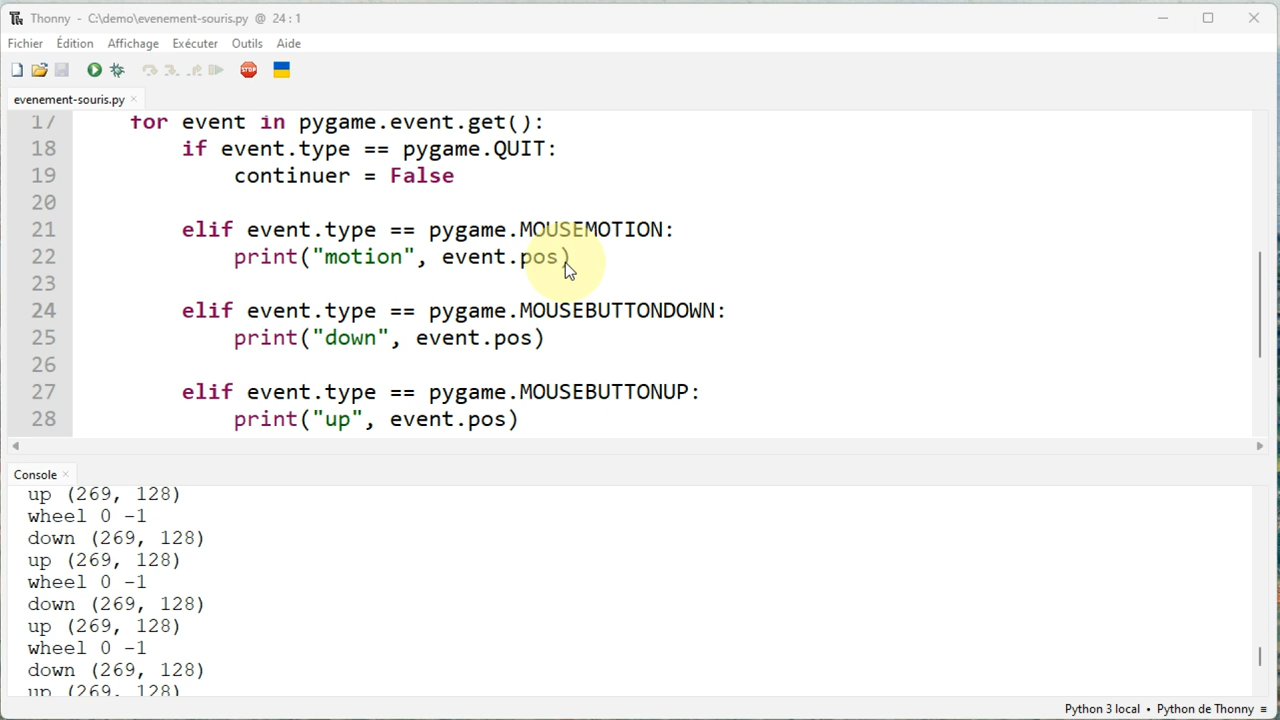 Thonny - C:\demo\evenement-souris.py @ 24 : 1
Fichier Édition Affichage Exécuter Outils Aide
STOP
evenement-souris.py ×
17 for event in pygame.event.get():
18 if event.type == pygame.QUIT:
19 continuer = False
20
21 elif event.type == pygame.MOUSEMOTION:
22 print("motion", event.pos)
23
24 elif event.type == pygame.MOUSEBUTTONDOWN:
25 print("down", event.pos)
26
27 elif event.type == pygame.MOUSEBUTTONUP:
28 print("up", event.pos)
Console ×
up (269, 128)
wheel 0 -1
down (269, 128)
up (269, 128)
wheel 0 -1
down (269, 128)
up (269, 128)
wheel 0 -1
down (269, 128)
up (269, 128)
Python 3 local • Python de Thonny ≡